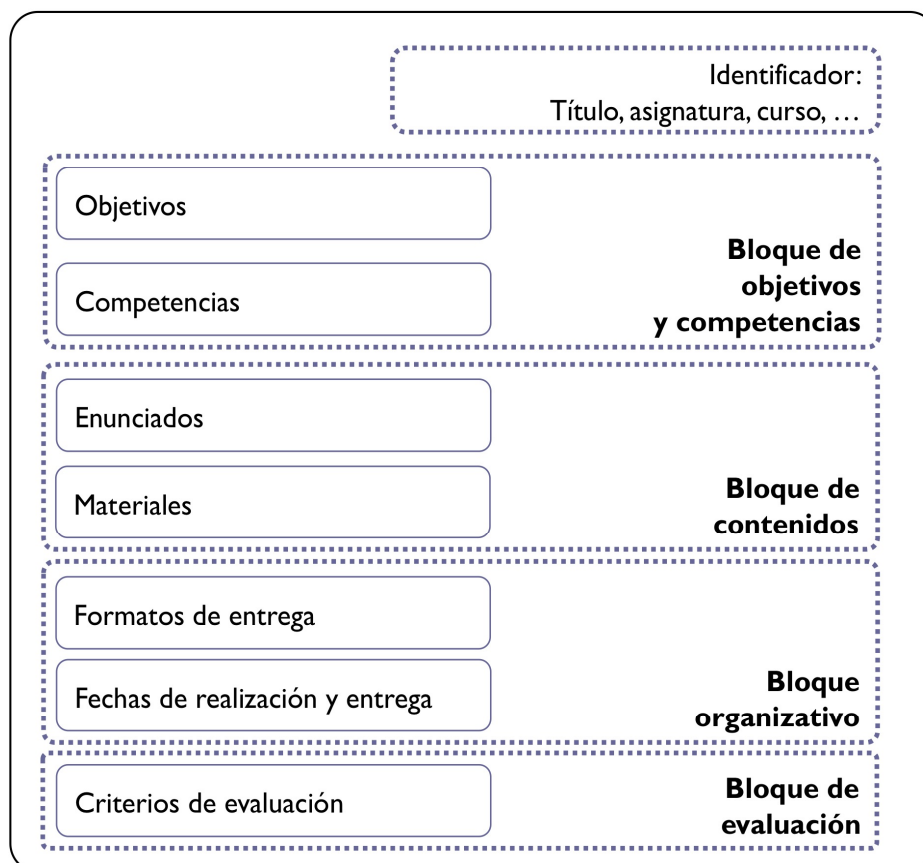 Identificador:
Título, asignatura, curso, …
Objetivos
Competencias
Bloque de
objetivos
y competencias
Enunciados
Materiales
Bloque de
contenidos
Formatos de entrega
Fechas de realización y entrega
Bloque
organizativo
Criterios de evaluación
Bloque de
evaluación